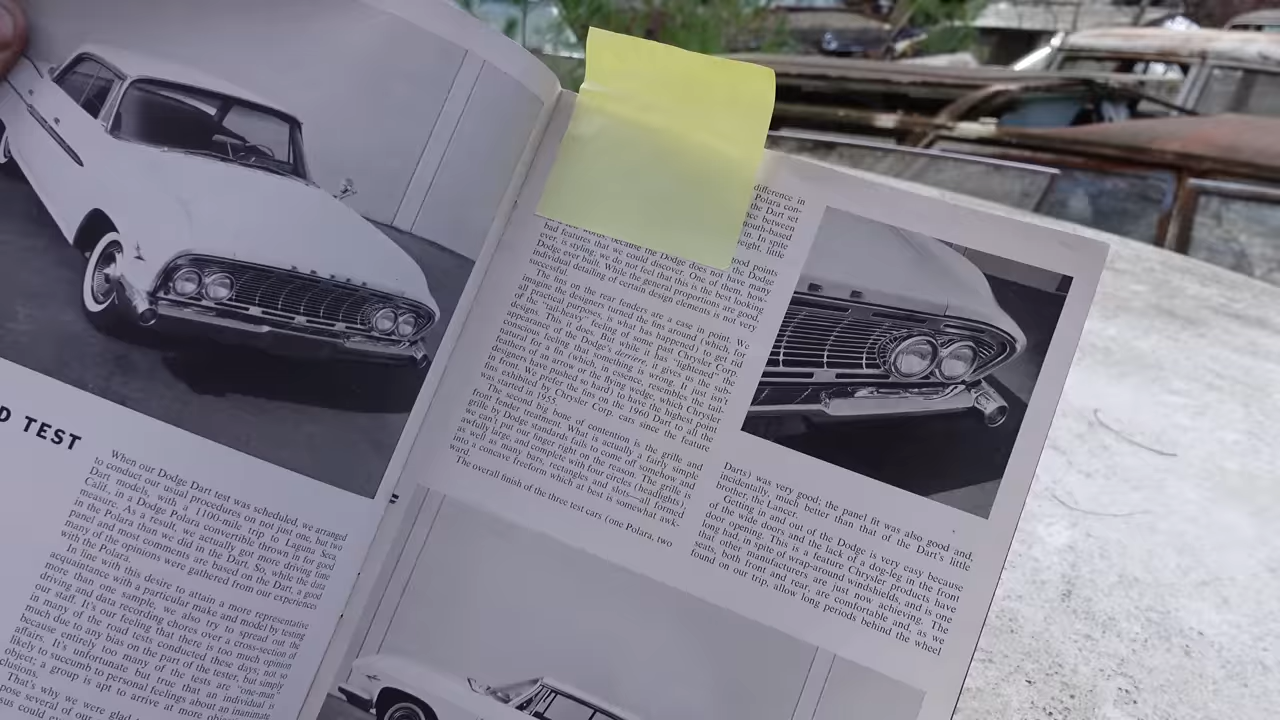 D TEST
When our Dodge Dart test was scheduled, we arranged
to conduct our usual procedures on not just one, but two
Dart models, with a 1100-mile trip to Laguna Seca,
Calif., in a Dodge Polara convertible thrown in for good
measure. As a result, we actually got more driving time
in the Polara than we did in the Dart. So, while the data
panel and most comments are based on the Dart, a good
many of the opinions were gathered from our experiences
with the Polara.
In line with this desire to attain a more representative
acquaintance with a particular make and model by testing
more than one sample, we also try to spread out the
driving and data recording chores over a cross-section of
our staff. It's our feeling that there is too much opinion
in many of the road tests conducted these days, not so
much due to any bias on the part of the tester, but simply
because entirely too many of the tests are "one-man"
affairs. It's unfortunate but true that an individual is
likely to succumb to personal feelings about an inanimate
object; a group is apt to arrive at more
clusions.
That's why we were glad
pose several of our
sus could
difference in
Polara con-
the Dart set
between
mouth-based
In spite
weight, little
good points
words, because the Dodge does not have many
bad features that we could discover. One of them, how-
ever, is styling; we do not feel that this is the best looking
Dodge ever built. While the general proportions are good,
individual detailing of certain design elements is not very
successful.
The fins on the rear fenders are a case in point. We
imagine the designers turned the fins around (which, for
all practical purposes, is what has happened) to get rid
of the "tail-heavy" feeling of some past Chrysler Corp.
designs. This it does. But while it has "lightened" the
appearance of the Dodge's derriere, it gives us the sub-
conscious feeling that something is wrong. It just isn't
natural for a fin (which, in essence, resembles the tail-
feathers of an arrow or the flying wedge, which Chrysler
designers have pushed so hard) to have the highest point
in front. We prefer the fins on the 1960 Dart to all the
fins exhibited by Chrysler Corp. cars since the feature
was started in 1955.
The second big bone of contention is the grille and
front fender treatment. What is actually a fairly simple
grille by Dodge standards fails to come off somehow and
we can't put our finger right on the reason. The grille is
awfully large, and complete with four circles (headlights)
as well as many bars, rectangles and slots—all formed
into a concave freeform which at best is somewhat awk-
ward.
The overall finish of the three test cars (one Polara, two
Darts) was very good; the panel fit was also good and,
incidentally, much better than that of the Dart's little
brother, the Lancer.
Getting in and out of the Dodge is very easy because
of the wide doors and the lack of a dog-leg in the front
door opening. This is a feature Chrysler products have
long had, in spite of wrap-around windshields, and is one
that other manufacturers are just now achieving. The
seats, both front and rear, are comfortable and, as we
found on our trip, allow long periods behind the wheel